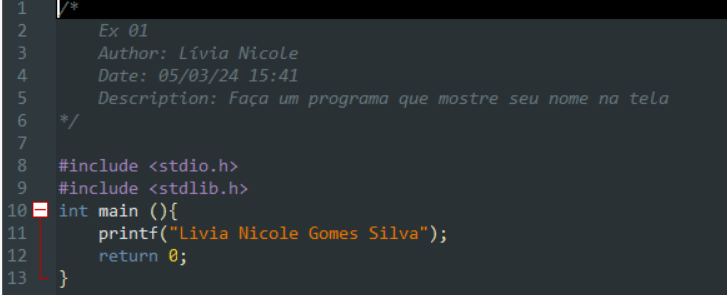 1 /*
2 Ex 01
3 Author: Lívia Nicole
4 Date: 05/03/24 15:41
5 Description: Faça um programa que mostre seu nome na tela
6 */
7
8 #include <stdio.h>
9 #include <stdlib.h>
10 int main (){
11 printf("Livia Nicole Gomes Silva");
12 return 0;
13 }